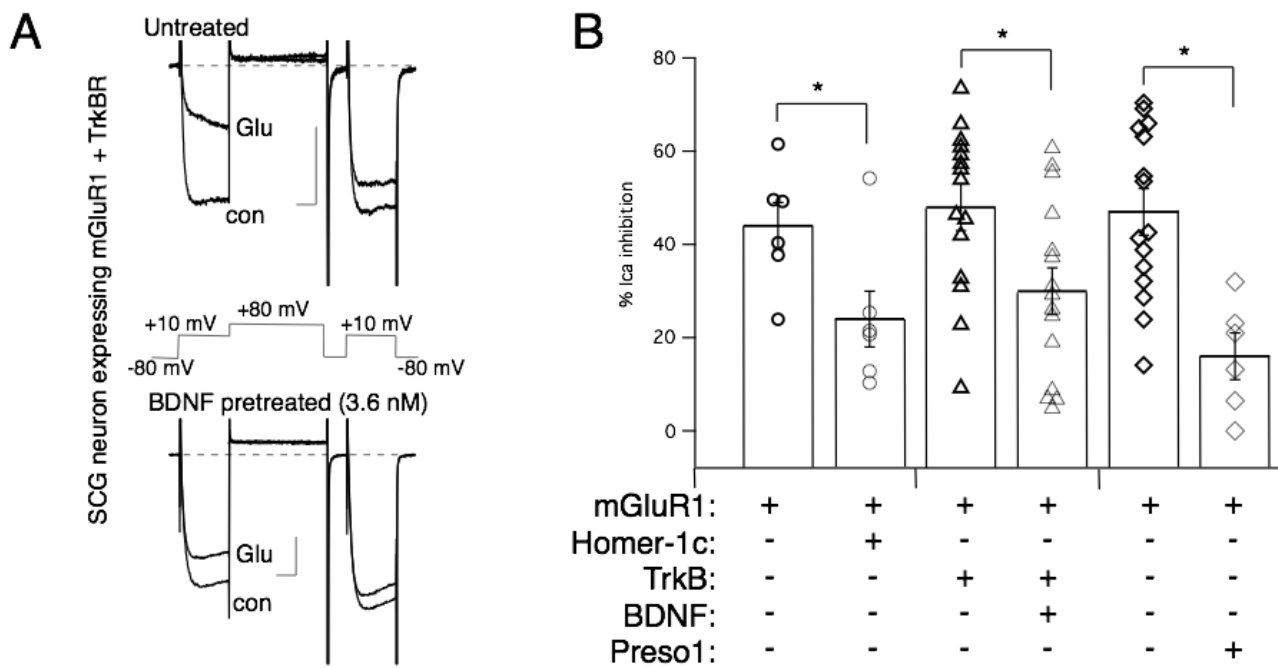 A
Untreated
SCG neuron expressing mGluR1 + TrkBR
Glu
con
+80 mV
+10 mV
+10 mV
-80 mV
-80 mV
BDNF pretreated (3.6 nM)
Glu
con
B
80
60
40
20
0
% Ica inhibition
*
*
*
mGluR1: + + + + + +
Homer-1c: - + - - - -
TrkB: - - + + - -
BDNF: - - - + - -
Preso1: - - - - - +